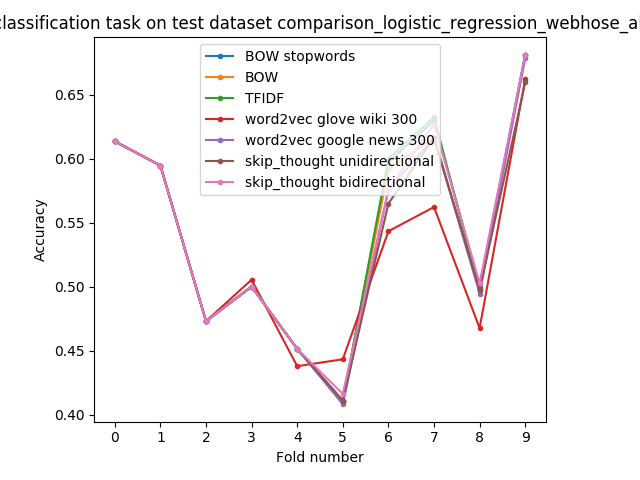 classification task on test dataset comparison_logistic_regression_webhose_al
BOW stopwords
BOW
TFIDF
word2vec glove wiki 300
word2vec google news 300
skip_thought unidirectional
skip_thought bidirectional
Accuracy
0.65
0.60
0.55
0.50
0.45
0.40
0 1 2 3 4 5 6 7 8 9
Fold number